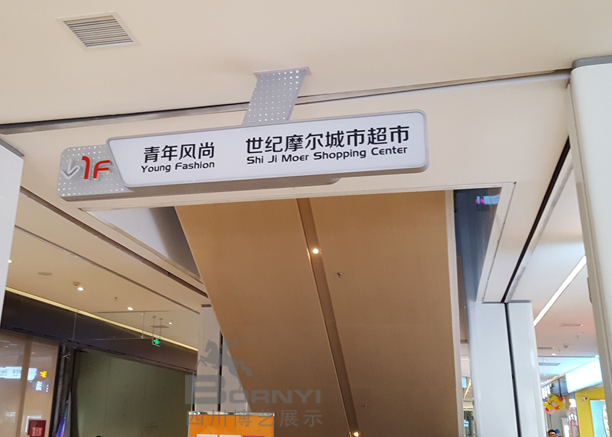 1F
青年风尚 世纪摩尔城市超市
Young Fashion Shi Ji Moer Shopping Center
BORNYI
四川博艺展示